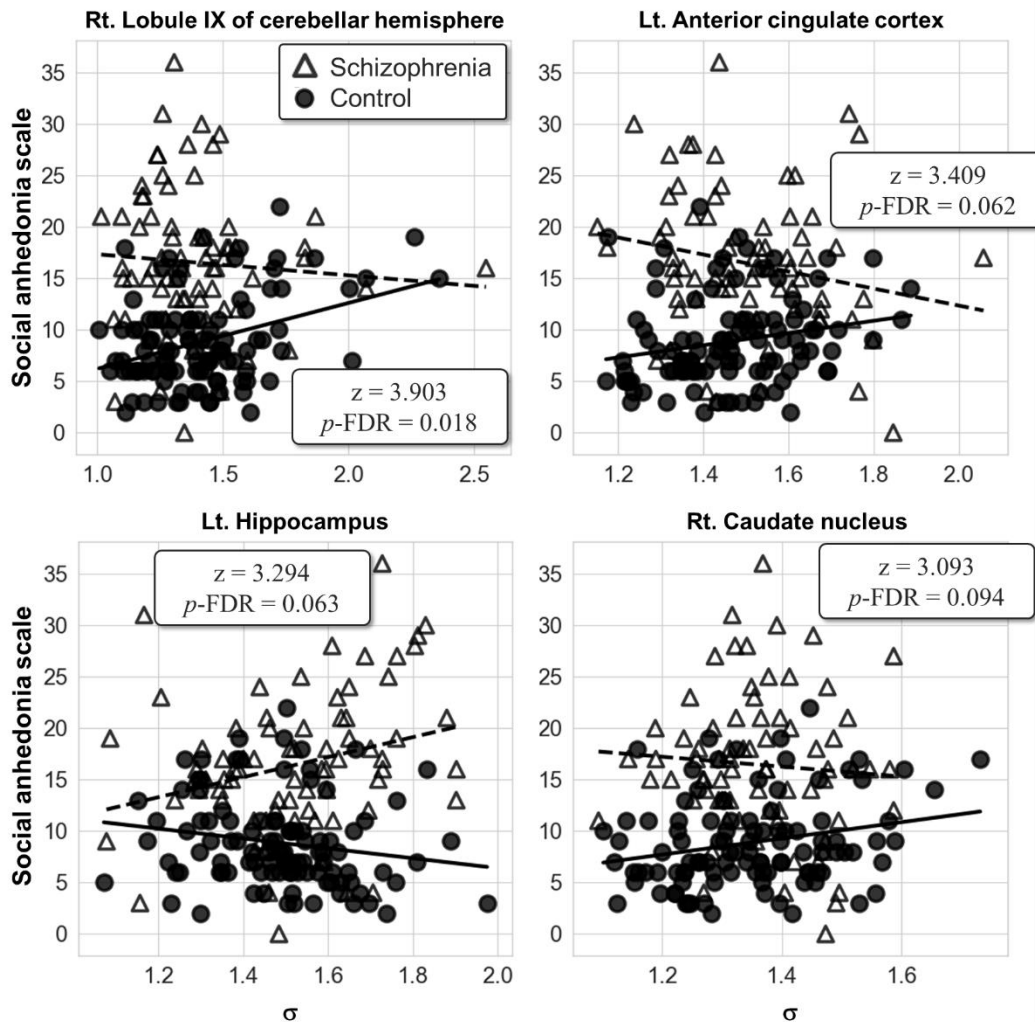 Rt. Lobule IX of cerebellar hemisphere
Lt. Anterior cingulate cortex
Social anhedonia scale
35
30
25
20
15
10
5
0
Schizophrenia
Control
z = 3.903
p-FDR = 0.018
1.0 1.5 2.0 2.5
35
30
25
20
15
10
5
0
z = 3.409
p-FDR = 0.062
1.2 1.4 1.6 1.8 2.0
Lt. Hippocampus
Rt. Caudate nucleus
Social anhedonia scale
35
30
25
20
15
10
5
0
z = 3.294
p-FDR = 0.063
1.2 1.4 1.6 1.8 2.0
σ
35
30
25
20
15
10
5
0
z = 3.093
p-FDR = 0.094
1.2 1.4 1.6
σ